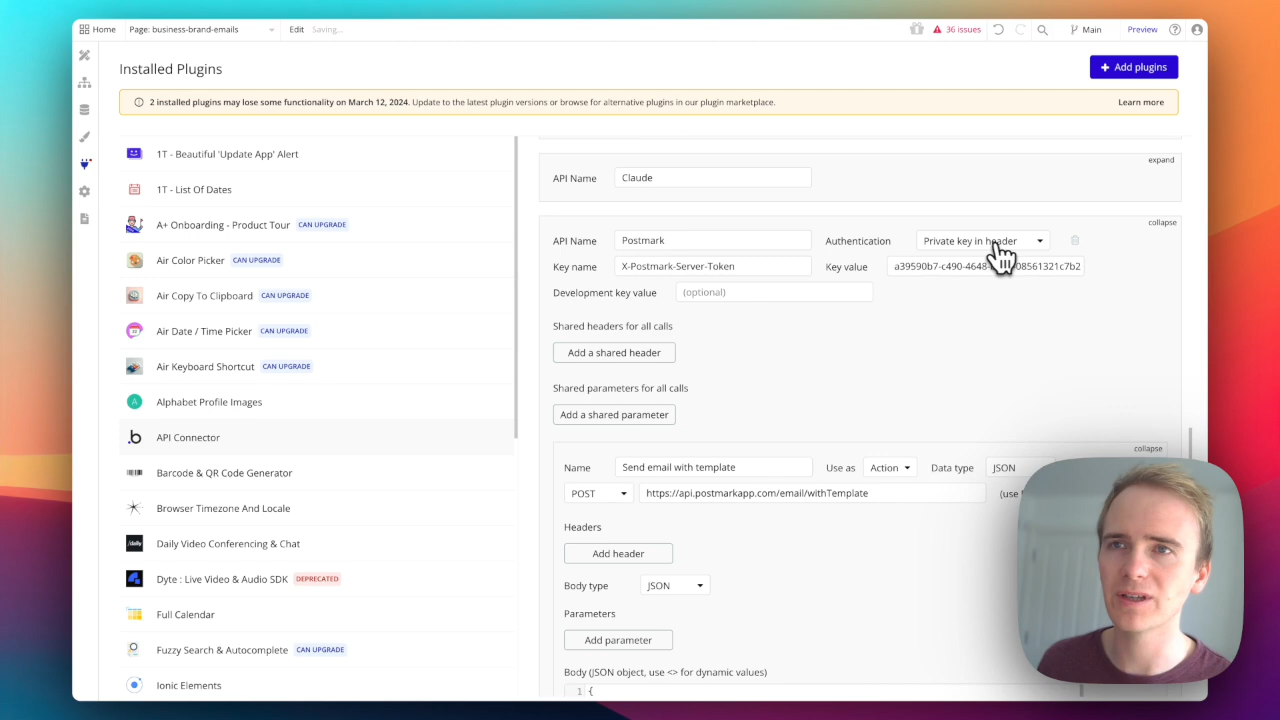 Home
Page: business-brand-emails
Edit
Saving...
36 issues
Main
Preview
Installed Plugins
Add plugins
2 installed plugins may lose some functionality on March 12, 2024. Update to the latest plugin versions or browse for alternative plugins in our plugin marketplace.
Learn more
1T - Beautiful 'Update App' Alert
1T - List Of Dates
A+ Onboarding - Product Tour CAN UPGRADE
Air Color Picker CAN UPGRADE
Air Copy To Clipboard CAN UPGRADE
Air Date / Time Picker CAN UPGRADE
Air Keyboard Shortcut CAN UPGRADE
A Alphabet Profile Images
.b API Connector
Barcode & QR Code Generator
Browser Timezone And Locale
/daily Daily Video Conferencing & Chat
Dyte : Live Video & Audio SDK DEPRECATED
Full Calendar
Fuzzy Search & Autocomplete CAN UPGRADE
Ionic Elements
expand
API Name Claude
collapse
API Name Postmark Authentication Private key in header
Key name X-Postmark-Server-Token Key value a39590b7-c490-4648- 08561321c7b2
Development key value (optional)
Shared headers for all calls
Add a shared header
Shared parameters for all calls
Add a shared parameter
collapse
Name Send email with template Use as Action Data type JSON
POST https://api.postmarkapp.com/email/withTemplate (use
Headers
Add header
Body type JSON
Parameters
Add parameter
Body (JSON object, use <> for dynamic values)
1 {